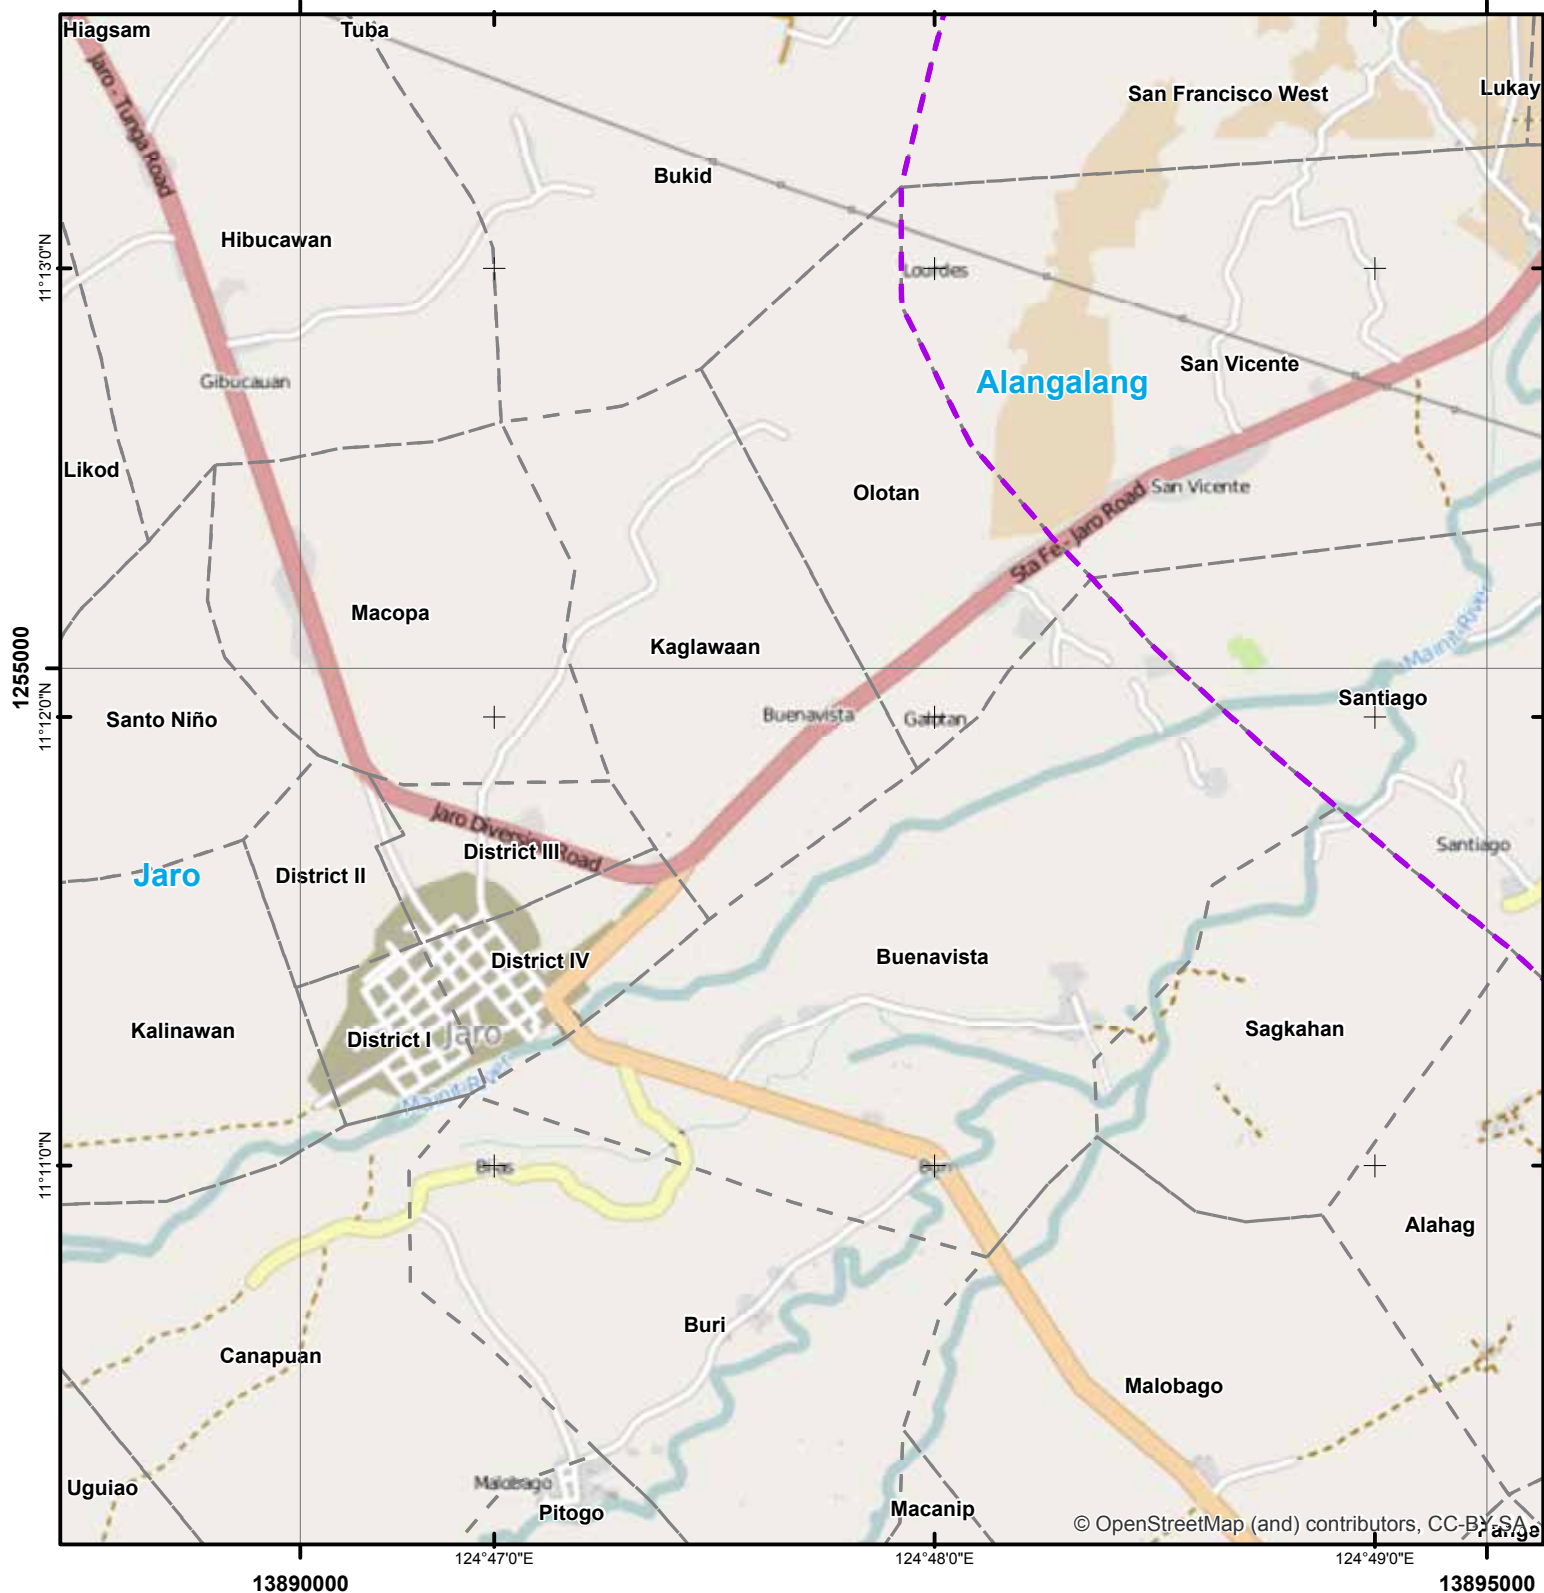 Hiagsam
Tuba
Jaro - Tunga Road
San Francisco West
Lukay
Bukid
Hibucawan
11°13'0"N
Lourdes
San Vicente
Alangalang
Gibucauan
Likod
Olotan
San Vicente
Sta Fe - Jaro Road
Macopa
Kaglawaan
Mainit River
1255000
11°12'0"N
Santo Niño
Buenavista
Santiago
Jaro Diversion Road
District III
Santiago
Jaro
District II
Buenavista
District IV
Kalinawan
District I
Jaro
Sagkahan
Mainit River
11°11'0"N
Buri
Alahag
Buri
Canapuan
Malobago
Uguiao
Malobago
Pitogo
Macanip
© OpenStreetMap (and) contributors, CC-BY-SA
124°47'0"E
124°48'0"E
124°49'0"E
13890000
13895000